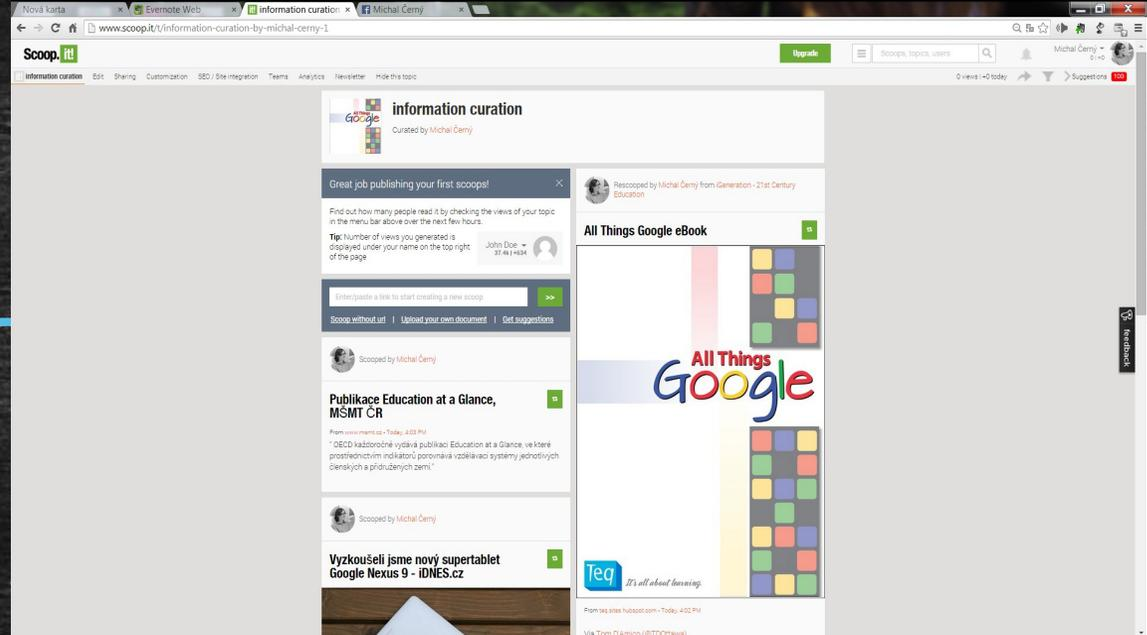 Nová karta
Evernote Web
information curation
Michal Černý
www.scoop.it/t/information-curation-by-michal-cerny-1
Scoop.it!
Upgrade
Scoops, topics, users
Michal Černý
0 | +0
information curation Edit Sharing Customization SEO / Site integration Teams Analytics Newsletter Hide this topic
0 views | +0 today
Suggestions 100
information curation
Curated by Michal Černý
Great job publishing your first scoops!
Find out how many people read it by checking the views of your topic
in the menu bar above over the next few hours.
Tip: Number of views you generated is
displayed under your name on the top right
of the page
John Doe
37.4k | +634
Enter/paste a link to start creating a new scoop
>>
Scoop without url | Upload your own document | Get suggestions
Scooped by Michal Černý
Publikace Education at a Glance,
MŠMT ČR
From www.msmt.cz - Today, 4:03 PM
" OECD každoročně vydává publikaci Education at a Glance, ve které
prostřednictvím indikátorů porovnává vzdělávací systémy jednotlivých
členských a přidružených zemí."
Scooped by Michal Černý
Vyzkoušeli jsme nový supertablet
Google Nexus 9 - iDNES.cz
Rescooped by Michal Černý from iGeneration - 21st Century
Education
All Things Google eBook
All Things
Google
Teq It's all about learning.
From teq.sites.hubspot.com - Today, 4:02 PM
Via Tom D'Amico (@TDOttawa)
feedback